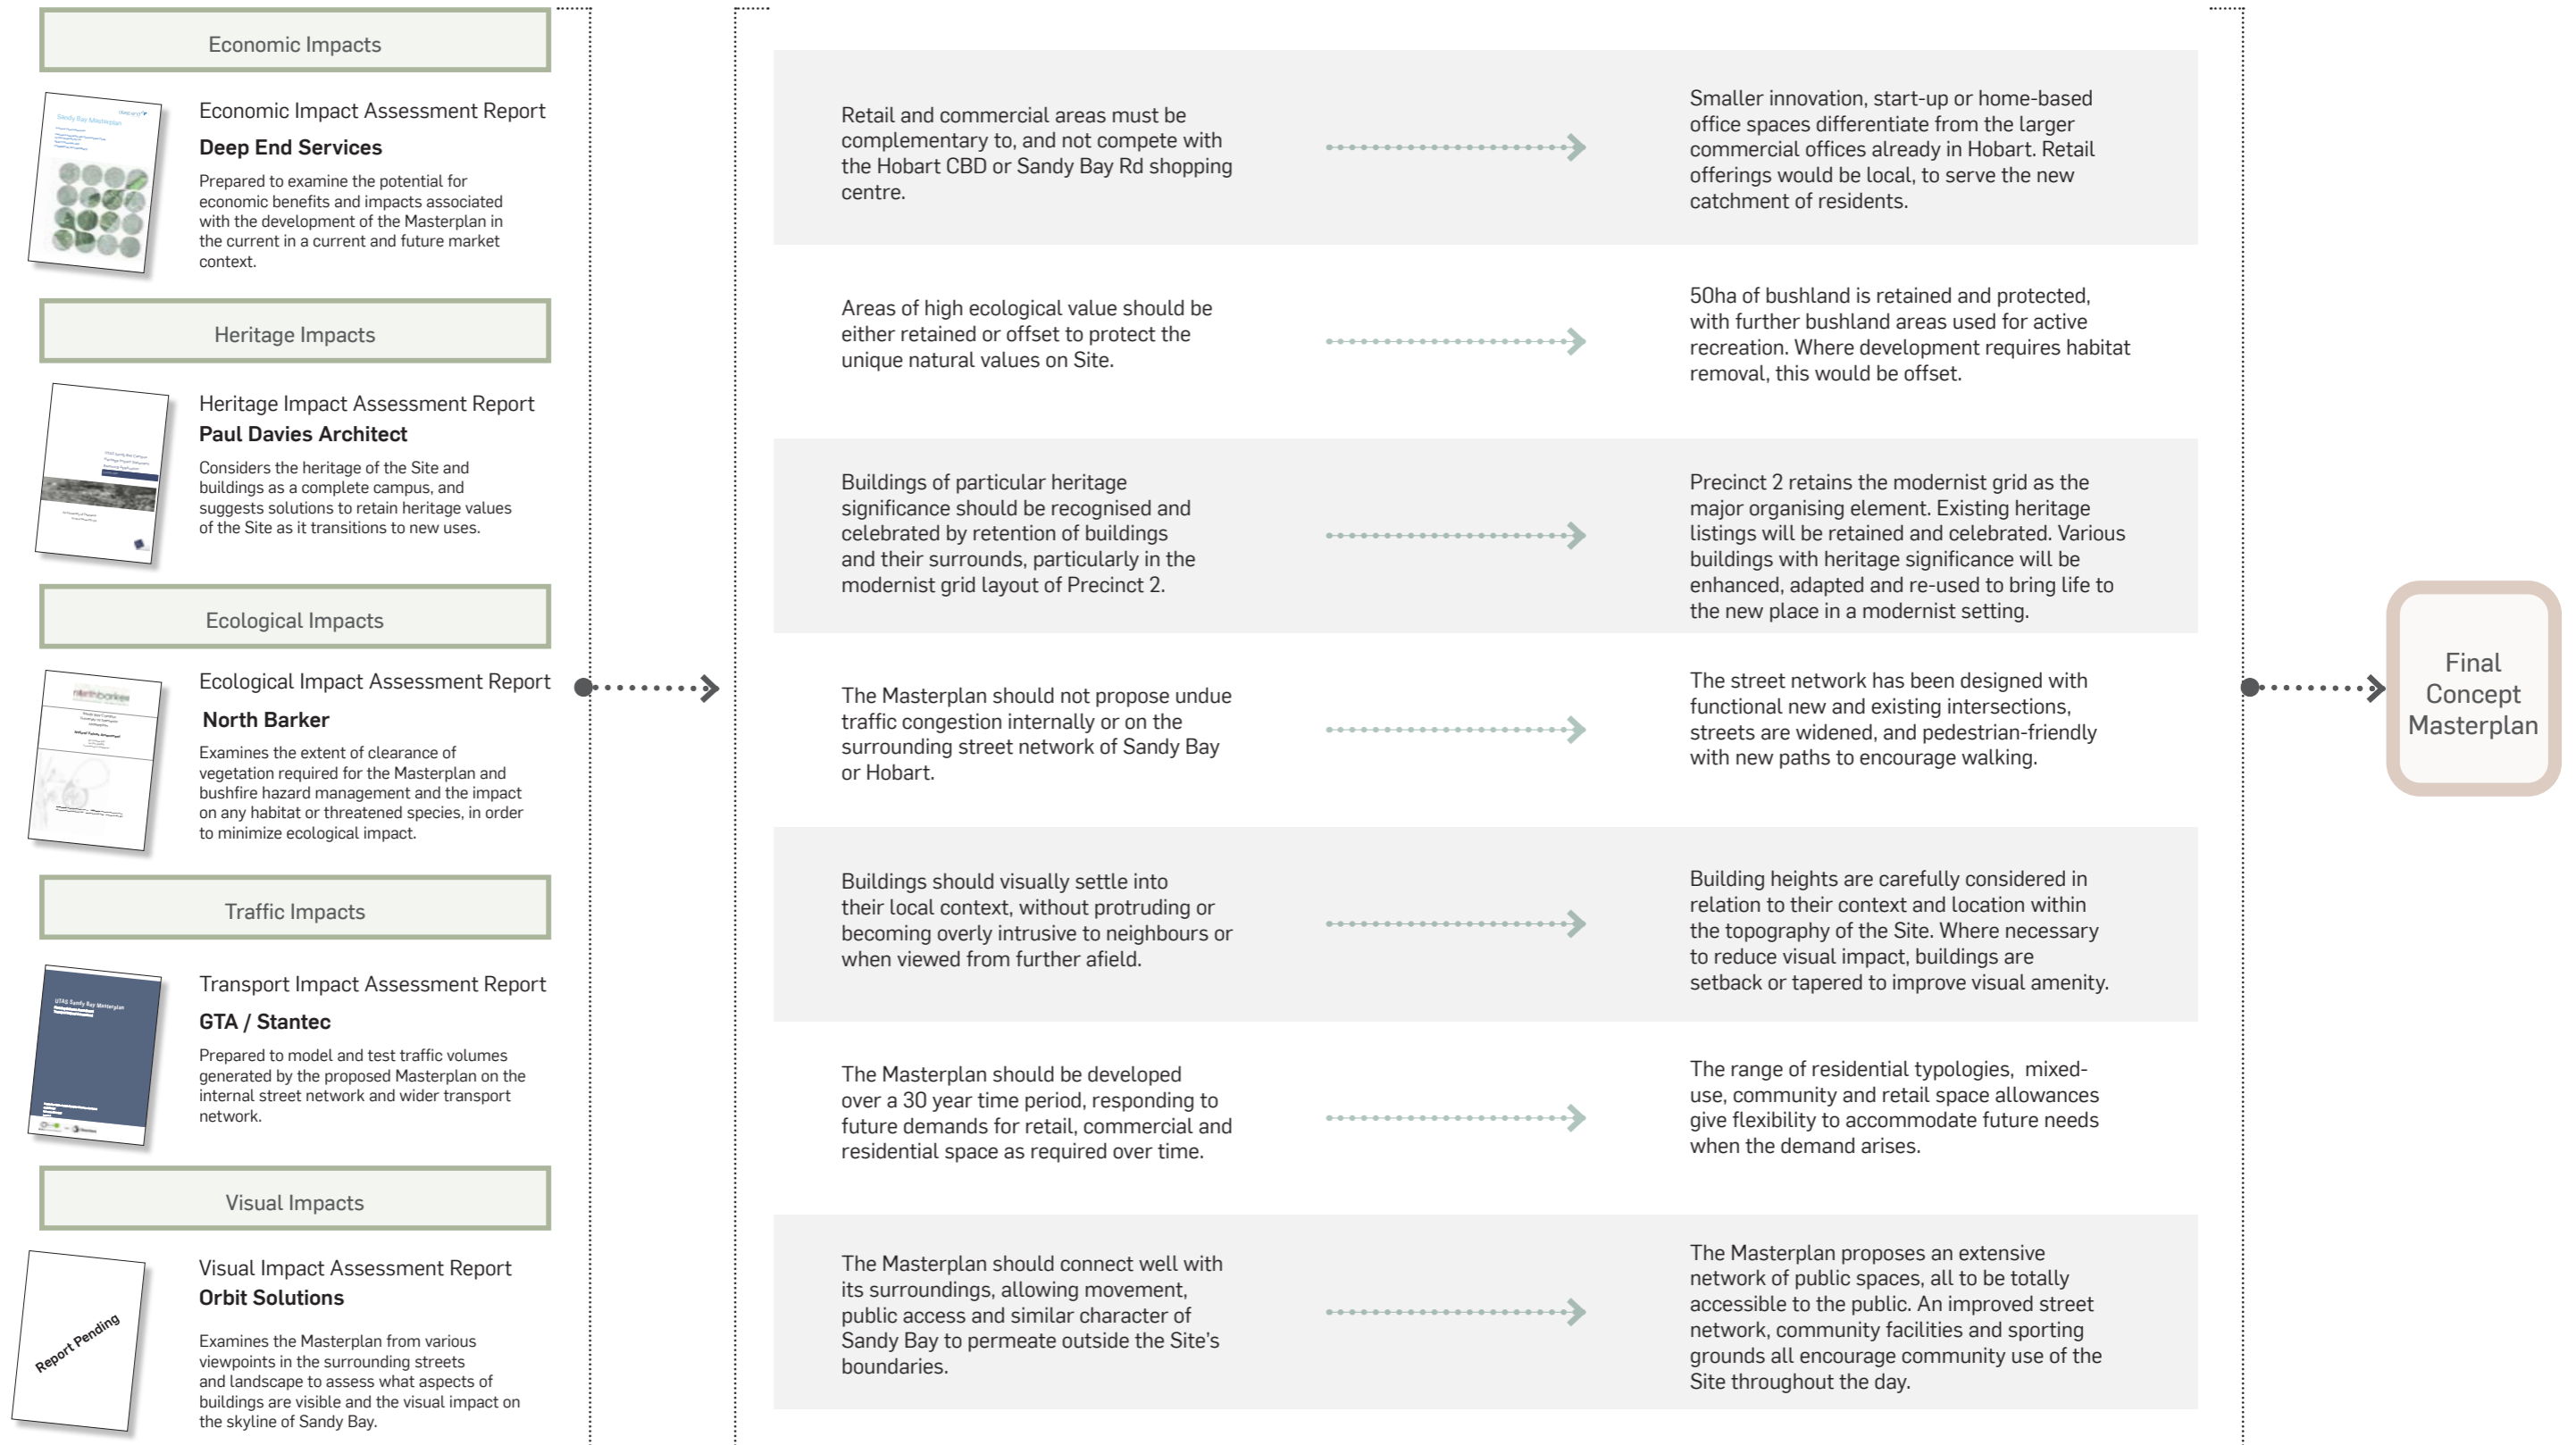 Economic Impacts
Sandy Bay Masterplan
Economic Impact Assessment Report
Deep End Services
Prepared to examine the potential for
economic benefits and impacts associated
with the development of the Masterplan in
the current in a current and future market
context.
Heritage Impacts
Heritage Impact Assessment Report
Paul Davies Architect
Considers the heritage of the Site and
buildings as a complete campus, and
suggests solutions to retain heritage values
of the Site as it transitions to new uses.
Ecological Impacts
Ecological Impact Assessment Report
North Barker
Examines the extent of clearance of
vegetation required for the Masterplan and
bushfire hazard management and the impact
on any habitat or threatened species, in order
to minimize ecological impact.
Traffic Impacts
UTAS Sandy Bay Masterplan
Transport Impact Assessment Report
GTA / Stantec
Prepared to model and test traffic volumes
generated by the proposed Masterplan on the
internal street network and wider transport
network.
Visual Impacts
Report Pending
Visual Impact Assessment Report
Orbit Solutions
Examines the Masterplan from various
viewpoints in the surrounding streets
and landscape to assess what aspects of
buildings are visible and the visual impact on
the skyline of Sandy Bay.
Retail and commercial areas must be
complementary to, and not compete with
the Hobart CBD or Sandy Bay Rd shopping
centre.
Smaller innovation, start-up or home-based
office spaces differentiate from the larger
commercial offices already in Hobart. Retail
offerings would be local, to serve the new
catchment of residents.
Areas of high ecological value should be
either retained or offset to protect the
unique natural values on Site.
50ha of bushland is retained and protected,
with further bushland areas used for active
recreation. Where development requires habitat
removal, this would be offset.
Buildings of particular heritage
significance should be recognised and
celebrated by retention of buildings
and their surrounds, particularly in the
modernist grid layout of Precinct 2.
Precinct 2 retains the modernist grid as the
major organising element. Existing heritage
listings will be retained and celebrated. Various
buildings with heritage significance will be
enhanced, adapted and re-used to bring life to
the new place in a modernist setting.
The Masterplan should not propose undue
traffic congestion internally or on the
surrounding street network of Sandy Bay
or Hobart.
The street network has been designed with
functional new and existing intersections,
streets are widened, and pedestrian-friendly
with new paths to encourage walking.
Buildings should visually settle into
their local context, without protruding or
becoming overly intrusive to neighbours or
when viewed from further afield.
Building heights are carefully considered in
relation to their context and location within
the topography of the Site. Where necessary
to reduce visual impact, buildings are
setback or tapered to improve visual amenity.
The Masterplan should be developed
over a 30 year time period, responding to
future demands for retail, commercial and
residential space as required over time.
The range of residential typologies, mixed-
use, community and retail space allowances
give flexibility to accommodate future needs
when the demand arises.
The Masterplan should connect well with
its surroundings, allowing movement,
public access and similar character of
Sandy Bay to permeate outside the Site's
boundaries.
The Masterplan proposes an extensive
network of public spaces, all to be totally
accessible to the public. An improved street
network, community facilities and sporting
grounds all encourage community use of the
Site throughout the day.
Final
Concept
Masterplan